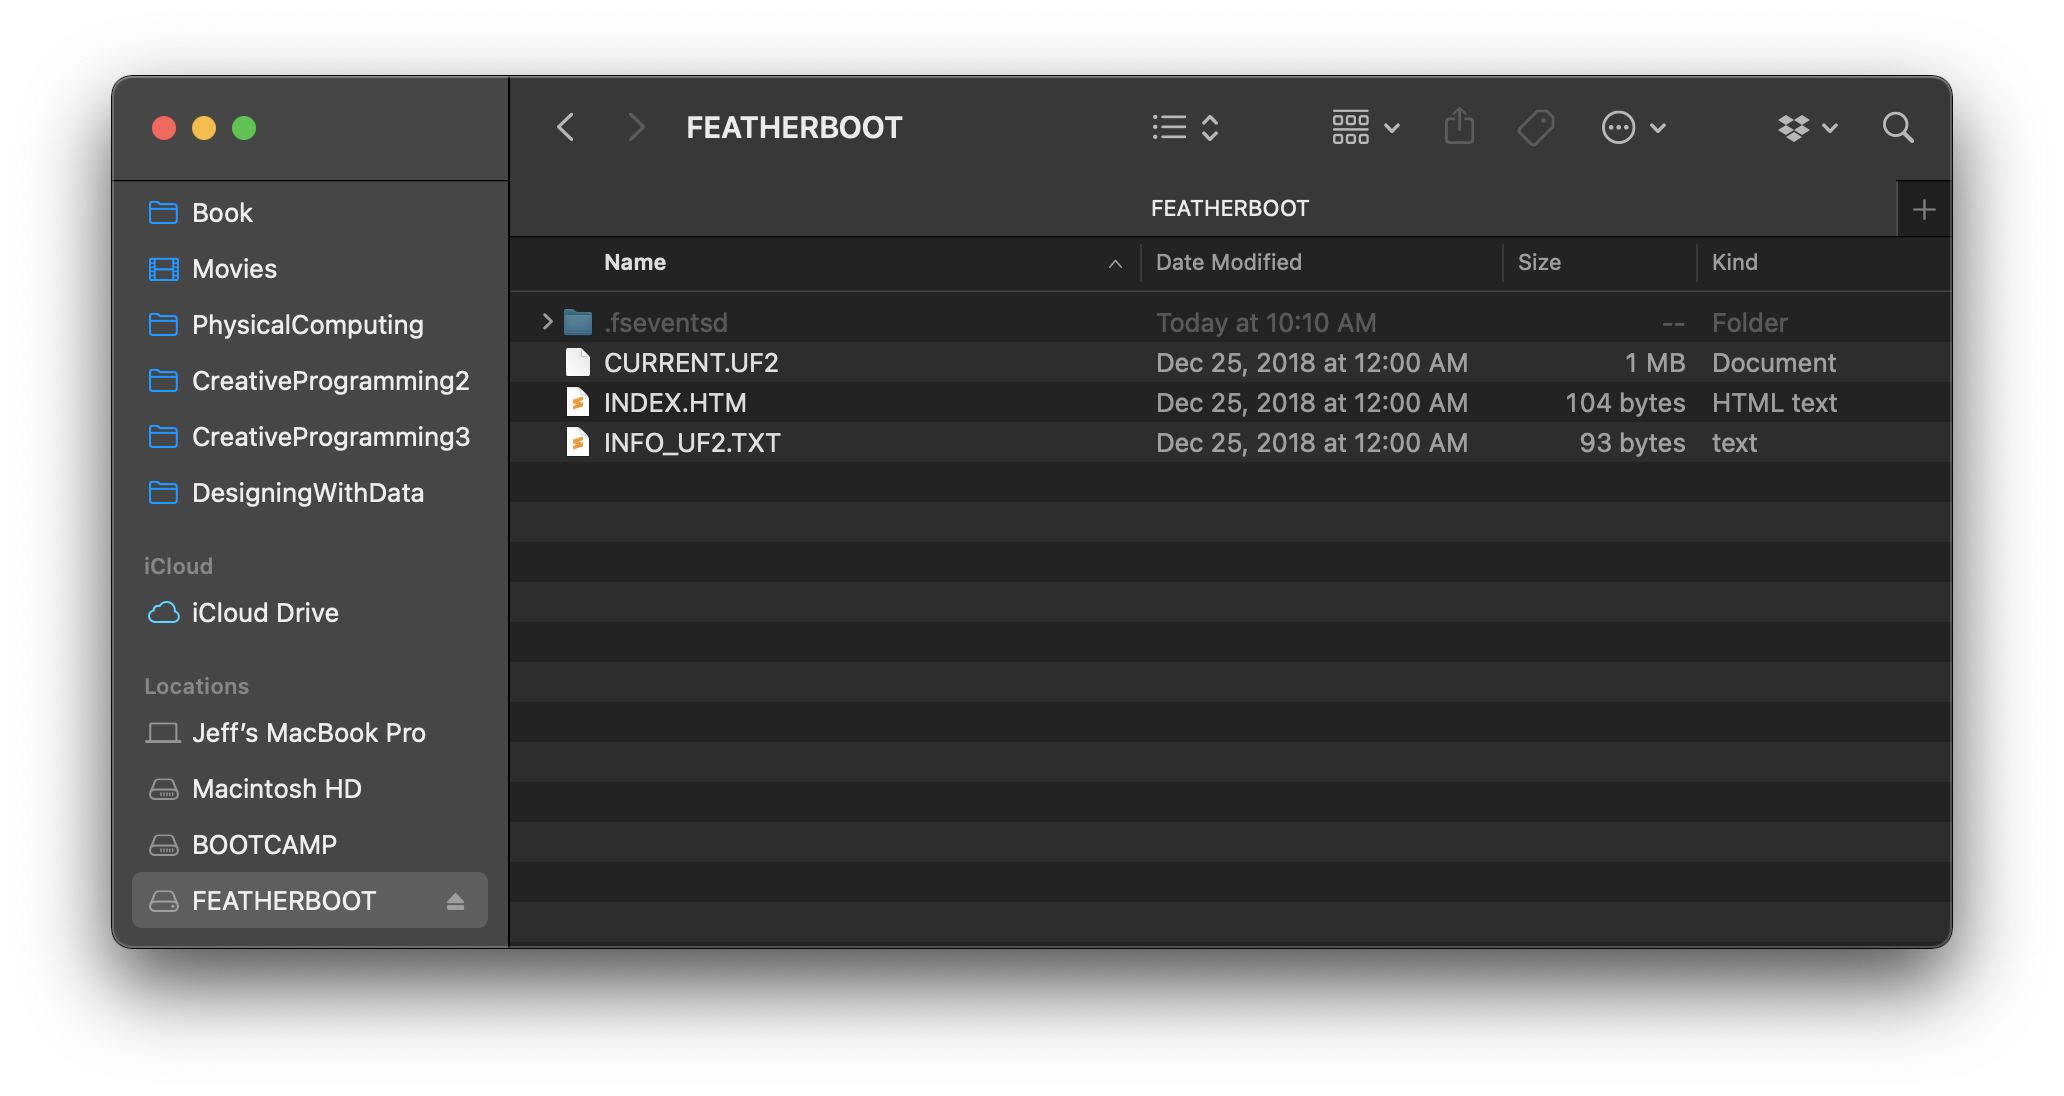 FEATHERBOOT
FEATHERBOOT
Book
Movies
PhysicalComputing
CreativeProgramming2
CreativeProgramming3
DesigningWithData
iCloud
iCloud Drive
Locations
Jeff’s MacBook Pro
Macintosh HD
BOOTCAMP
FEATHERBOOT
Name Date Modified Size Kind
.fseventsd Today at 10:10 AM -- Folder
CURRENT.UF2 Dec 25, 2018 at 12:00 AM 1 MB Document
INDEX.HTM Dec 25, 2018 at 12:00 AM 104 bytes HTML text
INFO_UF2.TXT Dec 25, 2018 at 12:00 AM 93 bytes text